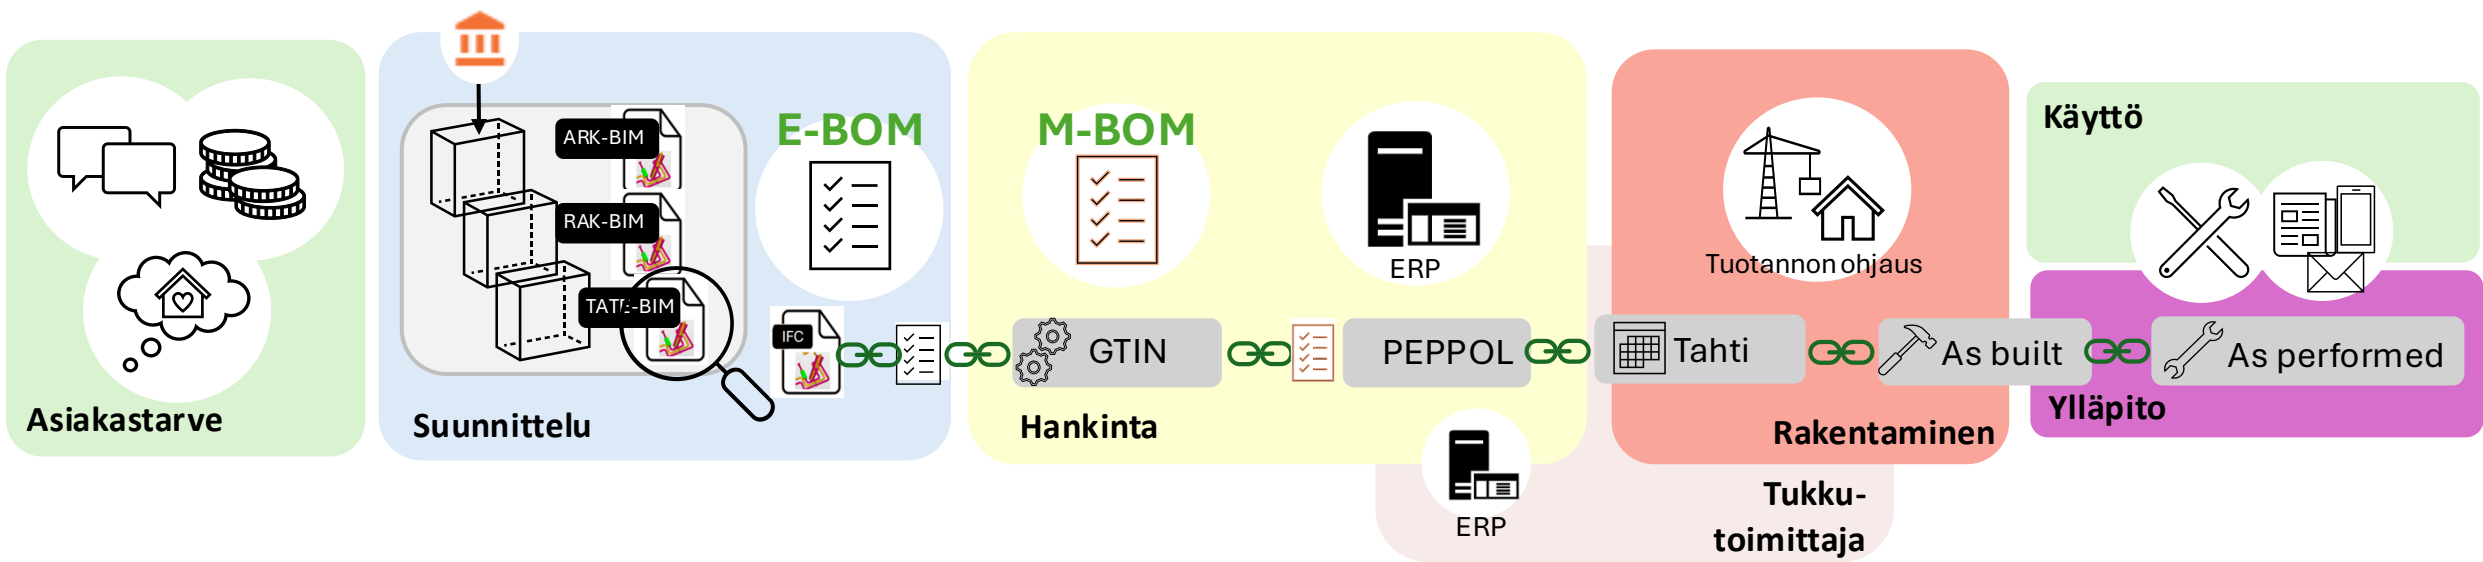 Asiakastarve
ARK-BIM
RAK-BIM
TATE-BIM
E-BOM
IFC
Suunnittelu
M-BOM
ERP
GTIN
PEPPOL
Hankinta
ERP
Tukku-
toimittaja
Tuotannon ohjaus
Tahti
As built
Rakentaminen
Käyttö
As performed
Ylläpito